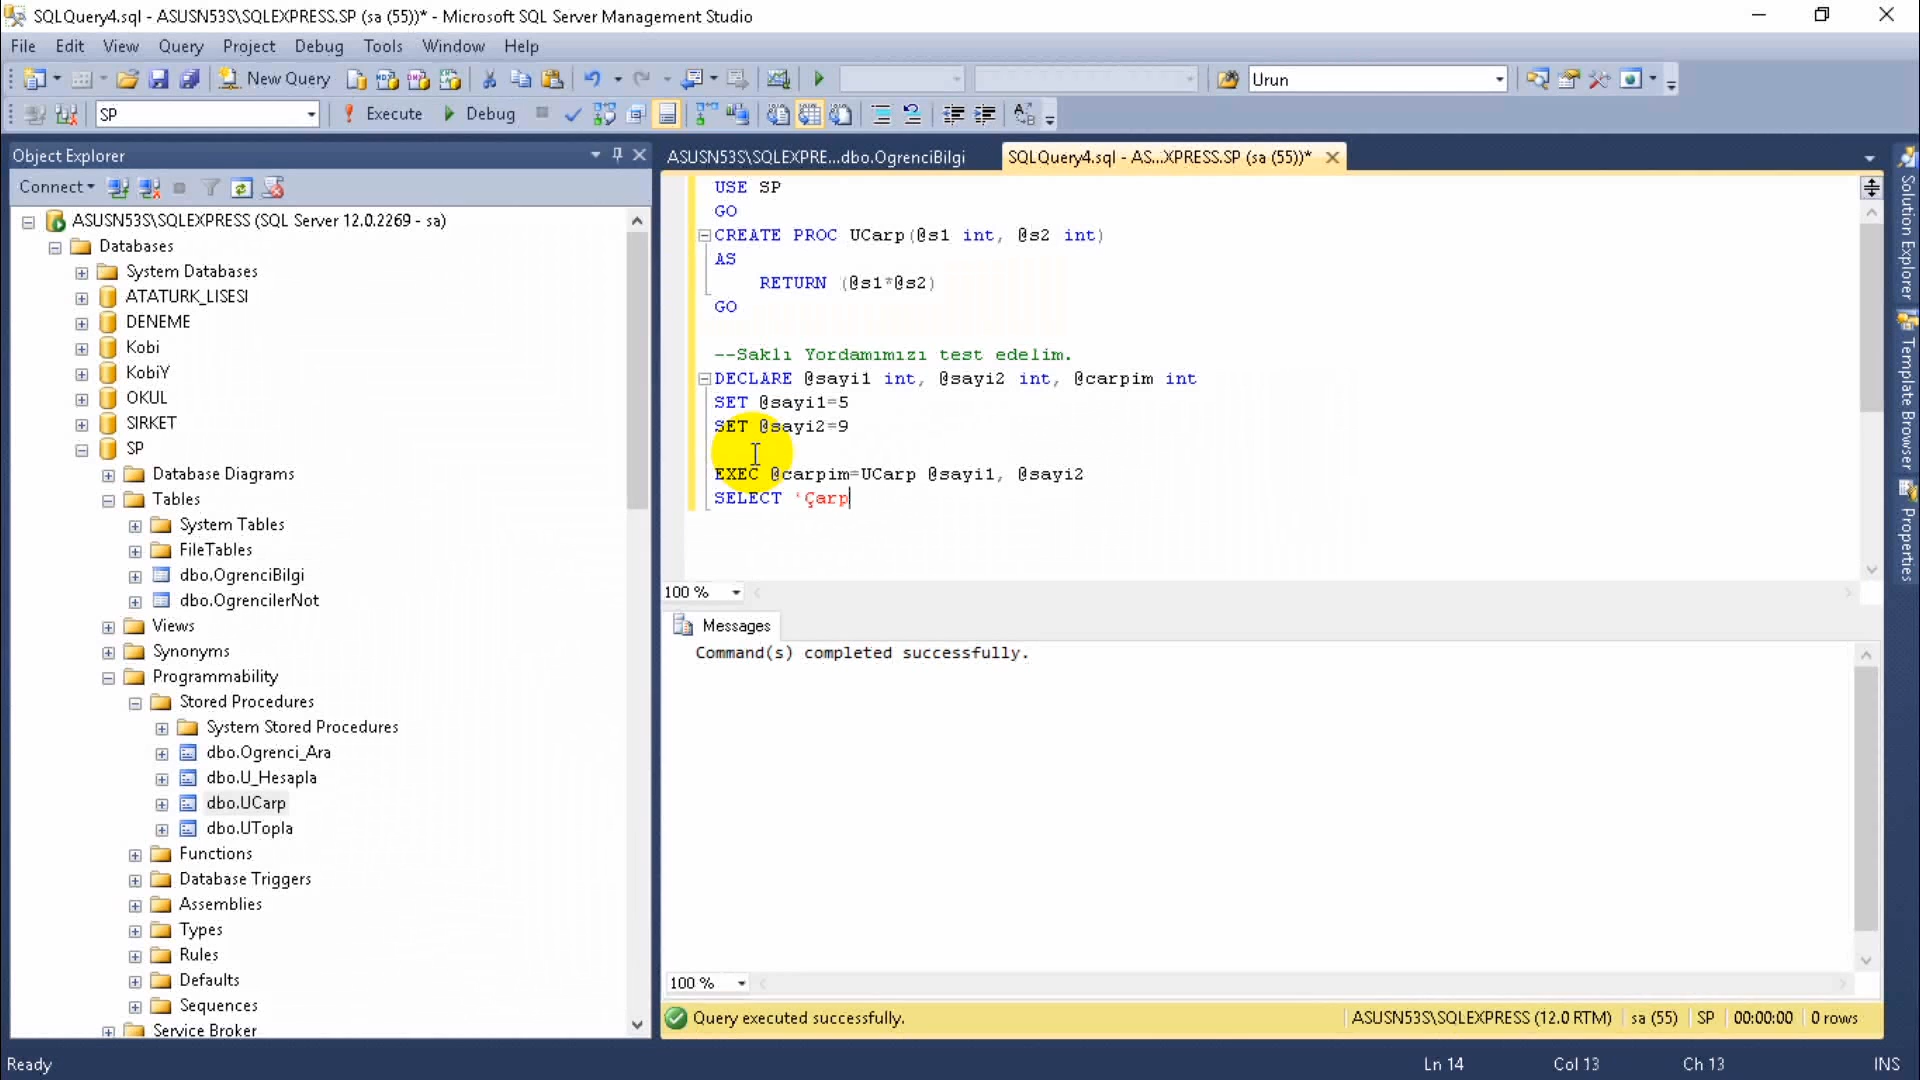 SQLQuery4.sql - ASUSN53S\SQLEXPRESS.SP (sa (55))* - Microsoft SQL Server Management Studio
File Edit View Query Project Debug Tools Window Help
New Query
Urun
SP
Execute
Debug
Object Explorer
Connect
ASUSN53S\SQLEXPRESS (SQL Server 12.0.2269 - sa)
Databases
System Databases
ATATURK_LISESI
DENEME
Kobi
KobiY
OKUL
SIRKET
SP
Database Diagrams
Tables
System Tables
FileTables
dbo.OgrenciBilgi
dbo.OgrencilerNot
Views
Synonyms
Programmability
Stored Procedures
System Stored Procedures
dbo.Ogrenci_Ara
dbo.U_Hesapla
dbo.UCarp
dbo.UTopla
Functions
Database Triggers
Assemblies
Types
Rules
Defaults
Sequences
Service Broker
ASUSN53S\SQLEXPRE...dbo.OgrenciBilgi
SQLQuery4.sql - AS...XPRESS.SP (sa (55))*
USE SP
GO
CREATE PROC UCarp(@s1 int, @s2 int)
AS
RETURN (@s1*@s2)
GO
--Saklı Yordamımızı test edelim.
DECLARE @sayi1 int, @sayi2 int, @carpim int
SET @sayi1=5
SET @sayi2=9
EXEC @carpim=UCarp @sayi1, @sayi2
SELECT 'Çarp
100 %
Messages
Command(s) completed successfully.
100 %
Query executed successfully.
ASUSN53S\SQLEXPRESS (12.0 RTM) sa (55) SP 00:00:00 0 rows
Solution Explorer
Template Browser
Properties
Ready
Ln 14
Col 13
Ch 13
INS